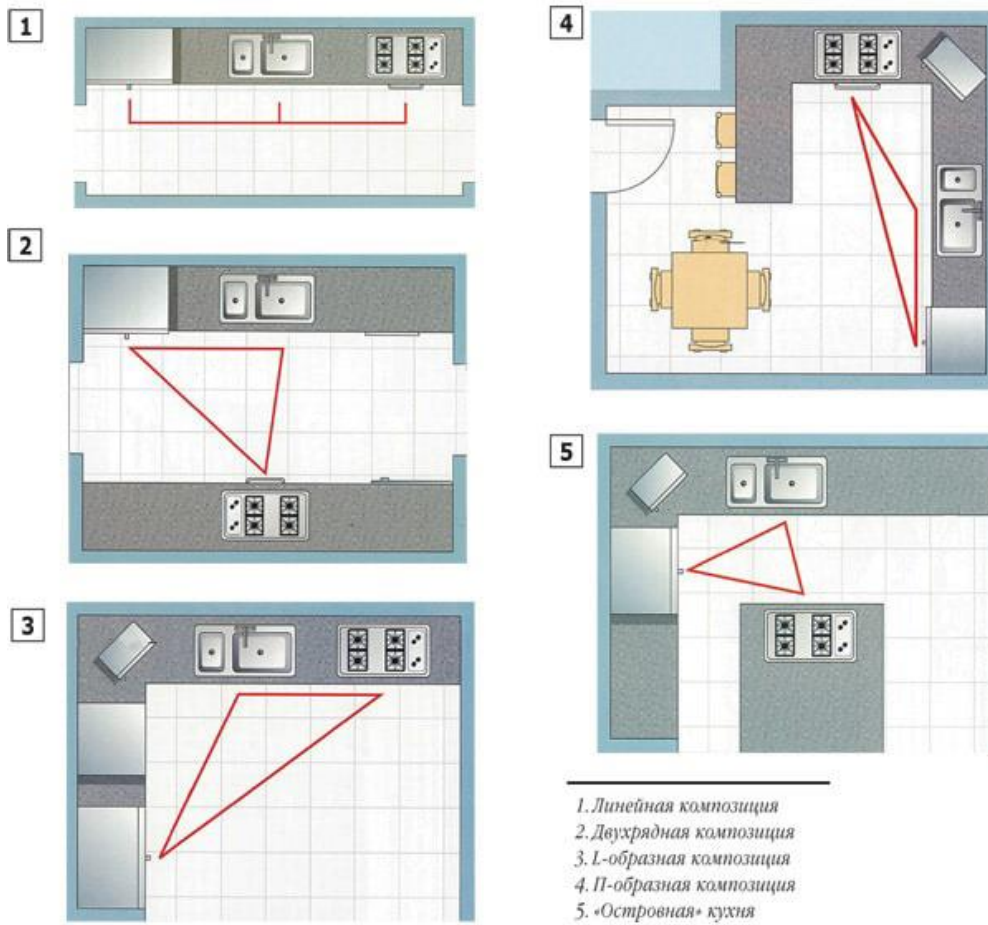 1
2
3
4
5
1. Линейная композиция
2. Двухрядная композиция
3. L-образная композиция
4. П-образная композиция
5. «Островная» кухня